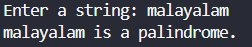 Enter a string: malayalam
malayalam is a palindrome.